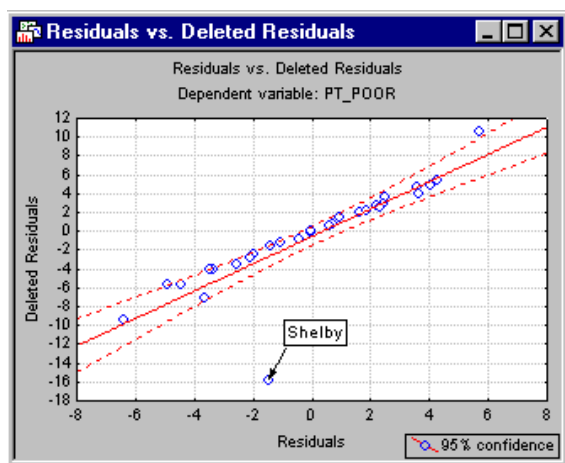 Residuals vs. Deleted Residuals
Residuals vs. Deleted Residuals
Dependent variable: PT_POOR
Deleted Residuals
12
10
8
6
4
2
0
-2
-4
-6
-8
-10
-12
-14
-16
-18
Shelby
-8 -6 -4 -2 0 2 4 6 8
Residuals
95% confidence